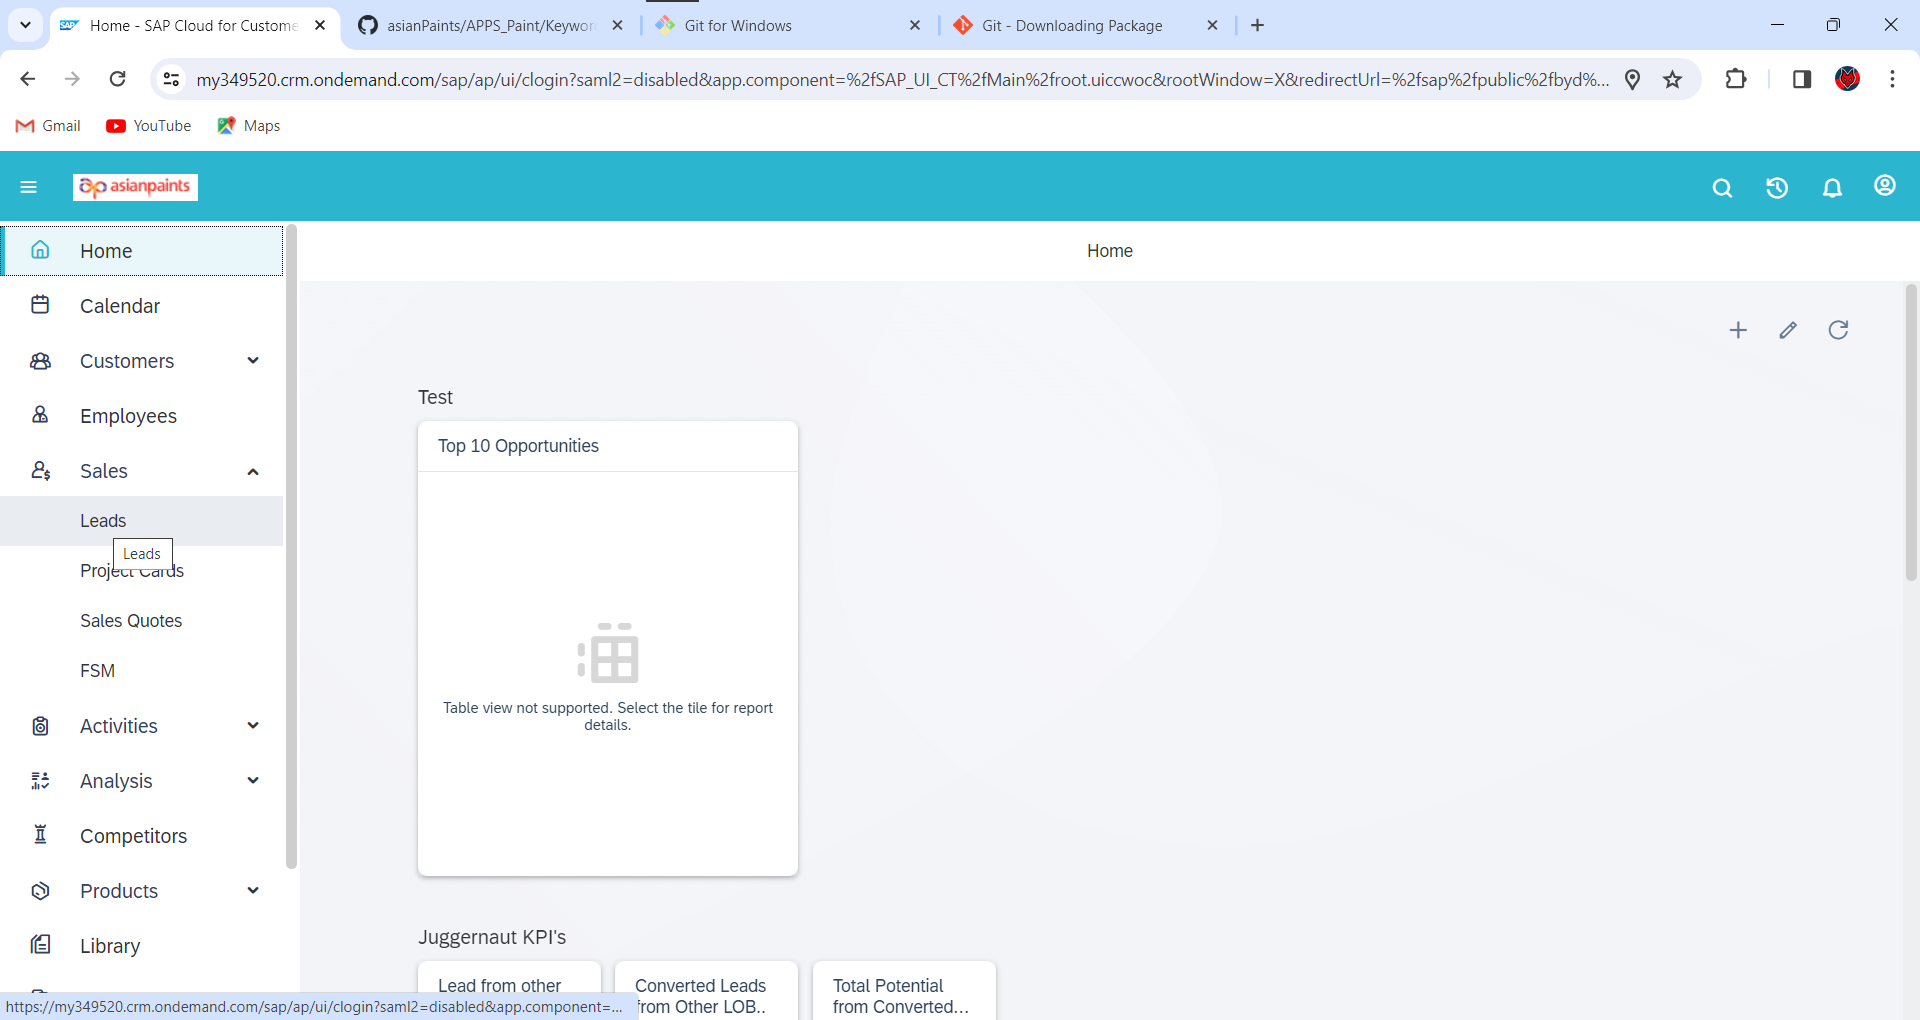 Home - SAP Cloud for Custome
asianPaints/APPS_Paint/Keywor
Git for Windows
Git - Downloading Package
my349520.crm.ondemand.com/sap/ap/ui/clogin?saml2=disabled&app.component=%2fSAP_UI_CT%2fMain%2froot.uiccwoc&rootWindow=X&redirectUrl=%2fsap%2fpublic%2fbyd%...
Gmail
YouTube
Maps
asianpaints
Home
Calendar
Customers
Employees
Sales
Leads
Leads
Project Cards
Sales Quotes
FSM
Activities
Analysis
Competitors
Products
Library
https://my349520.crm.ondemand.com/sap/ap/ui/clogin?saml2=disabled&app.component=...
Home
Test
Top 10 Opportunities
Table view not supported. Select the tile for report
details.
Juggernaut KPI's
Lead from other
Converted Leads
from Other LOB..
Total Potential
from Converted...